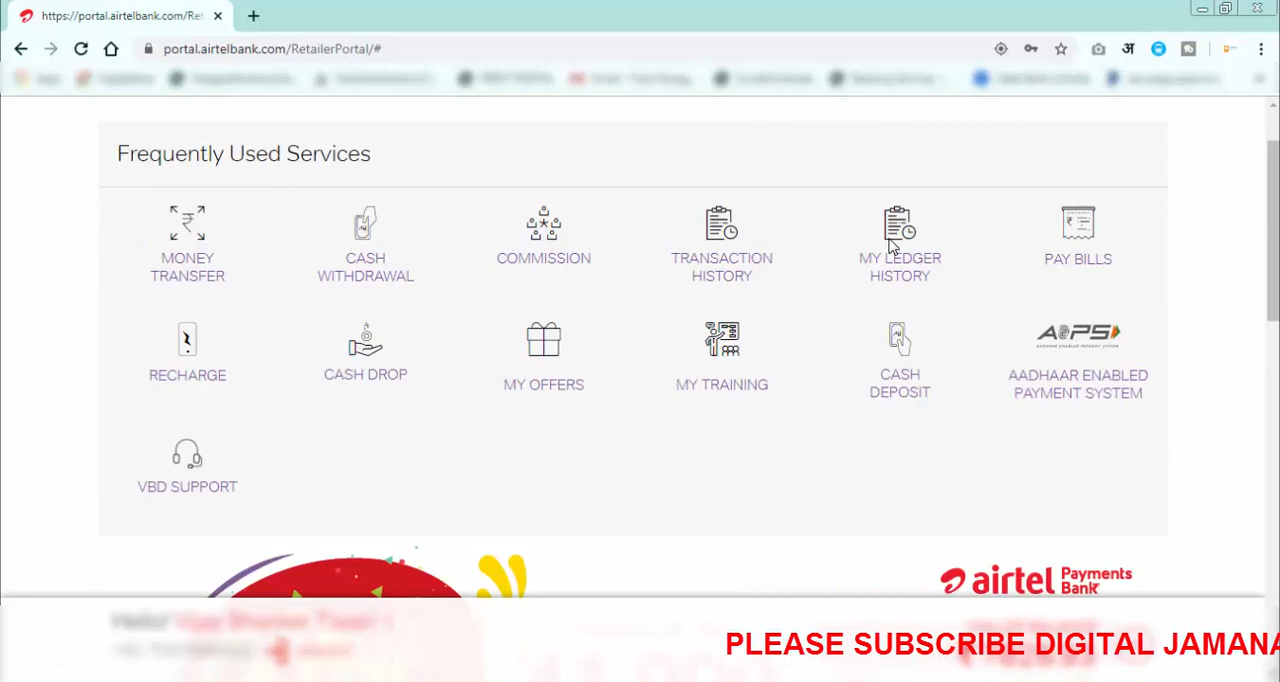 https://portal.airtelbank.com/Ret
portal.airtelbank.com/RetailerPortal/#
अ
Frequently Used Services
MONEY TRANSFER
CASH WITHDRAWAL
COMMISSION
TRANSACTION HISTORY
MY LEDGER HISTORY
PAY BILLS
RECHARGE
CASH DROP
MY OFFERS
MY TRAINING
CASH DEPOSIT
AePS
AADHAAR ENABLED PAYMENT SYSTEM
VBD SUPPORT
airtel Payments Bank
PLEASE SUBSCRIBE DIGITAL JAMANA